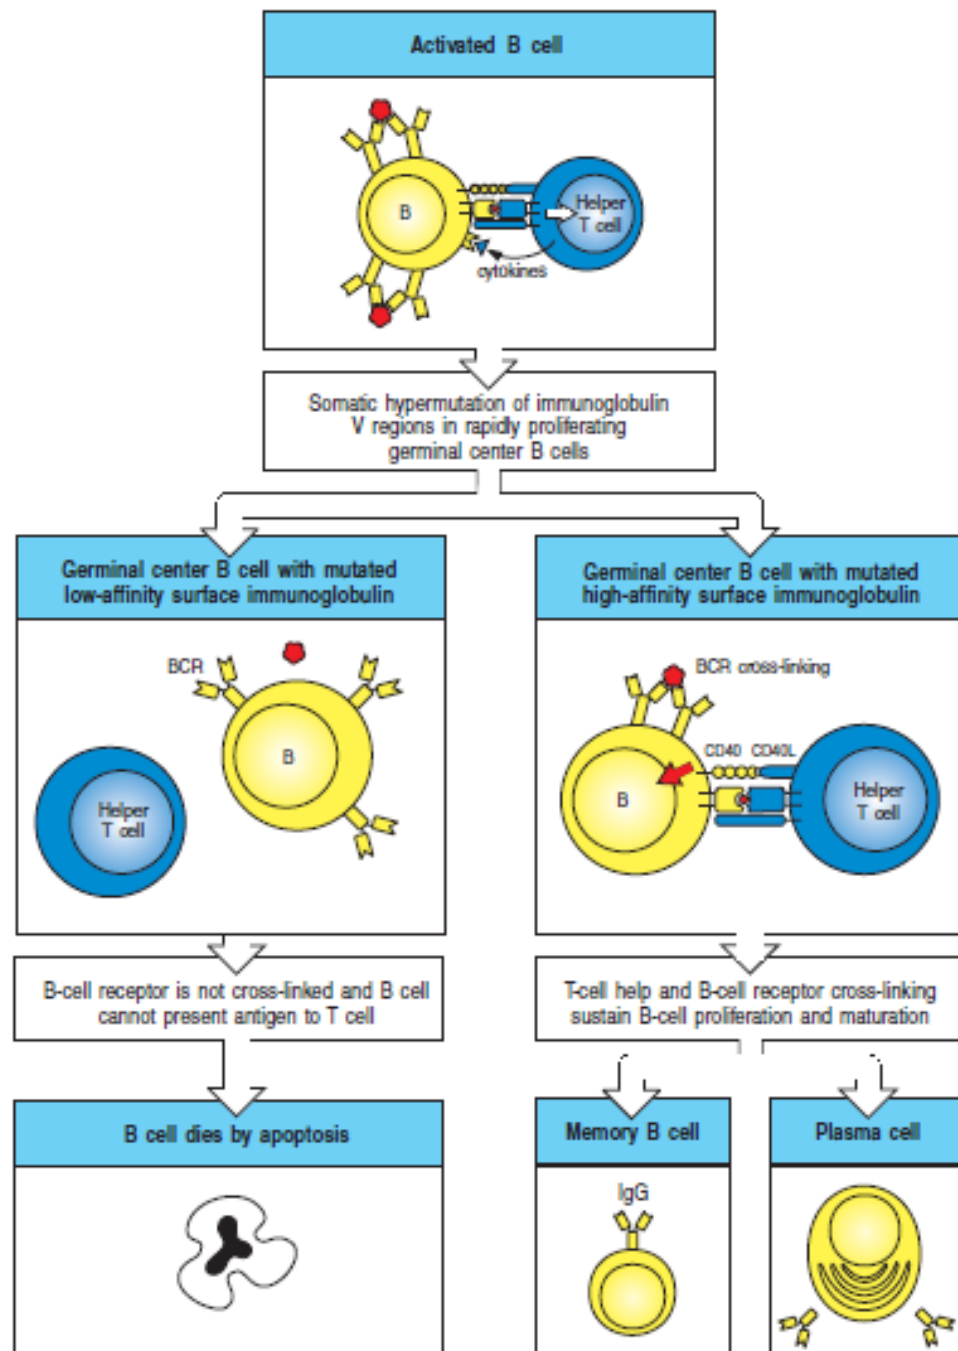 Activated B cell
B
Helper
T cell
cytokines
Somatic hypermutation of immunoglobulin
V regions in rapidly proliferating
germinal center B cells
Germinal center B cell with mutated
low-affinity surface immunoglobulin
BCR
B
Helper
T cell
Germinal center B cell with mutated
high-affinity surface immunoglobulin
BCR cross-linking
CD40 CD40L
B
Helper
T cell
B-cell receptor is not cross-linked and B cell
cannot present antigen to T cell
T-cell help and B-cell receptor cross-linking
sustain B-cell proliferation and maturation
B cell dies by apoptosis
Memory B cell
IgG
Plasma cell